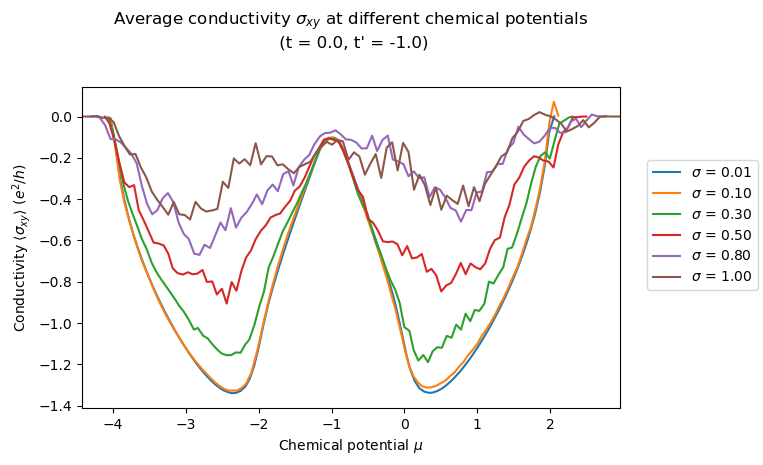 Average conductivity σxy at different chemical potentials
(t = 0.0, t' = -1.0)
Conductivity ⟨σxy⟩ (e²/h)
0.0
−0.2
−0.4
−0.6
−0.8
−1.0
−1.2
−1.4
−4
−3
−2
−1
0
1
2
Chemical potential μ
σ = 0.01
σ = 0.10
σ = 0.30
σ = 0.50
σ = 0.80
σ = 1.00